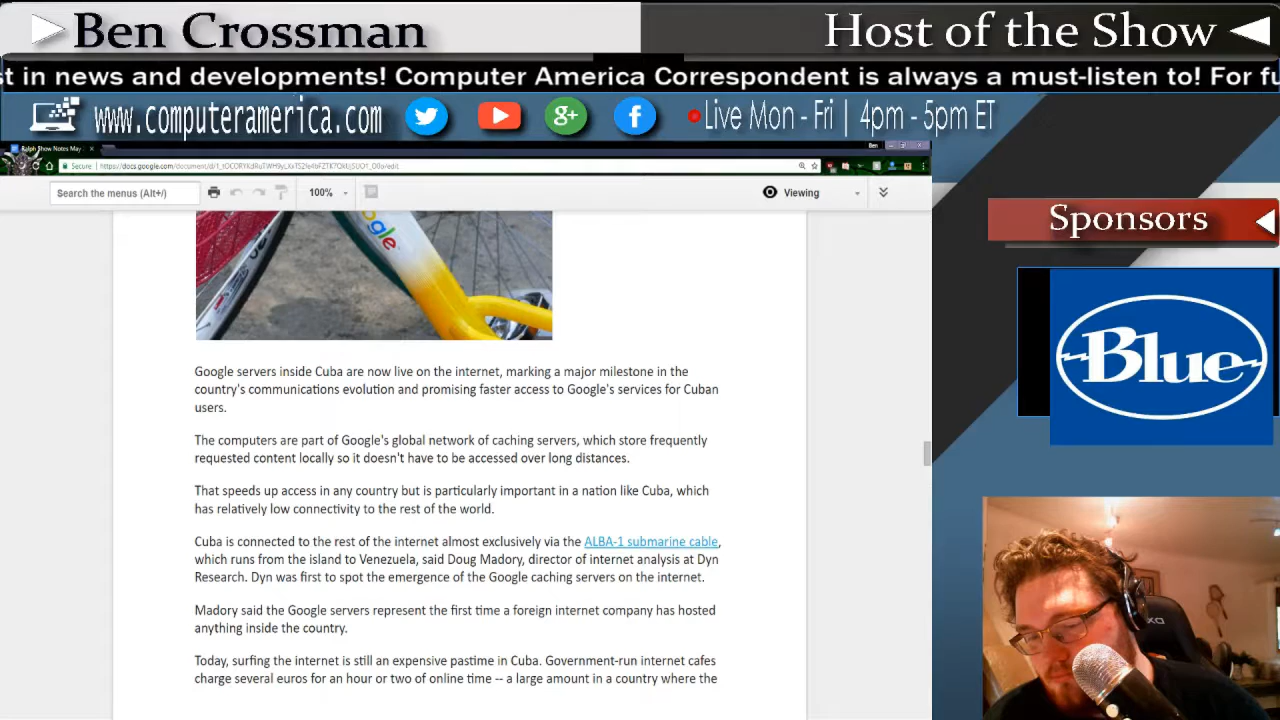 Ben Crossman
Host of the Show
st in news and developments! Computer America Correspondent is always a must-listen to! For fu
www.computeramerica.com
g+
f
Live Mon - Fri | 4pm - 5pm ET
Ralph Show Notes May
Ben
Secure
Search the menus (Alt+/)
100%
Viewing
Sponsors
Blue
ogle
Google servers inside Cuba are now live on the internet, marking a major milestone in the
country's communications evolution and promising faster access to Google's services for Cuban
users.
The computers are part of Google's global network of caching servers, which store frequently
requested content locally so it doesn't have to be accessed over long distances.
That speeds up access in any country but is particularly important in a nation like Cuba, which
has relatively low connectivity to the rest of the world.
Cuba is connected to the rest of the internet almost exclusively via the ALBA-1 submarine cable,
which runs from the island to Venezuela, said Doug Madory, director of internet analysis at Dyn
Research. Dyn was first to spot the emergence of the Google caching servers on the internet.
Madory said the Google servers represent the first time a foreign internet company has hosted
anything inside the country.
Today, surfing the internet is still an expensive pastime in Cuba. Government-run internet cafes
charge several euros for an hour or two of online time -- a large amount in a country where the